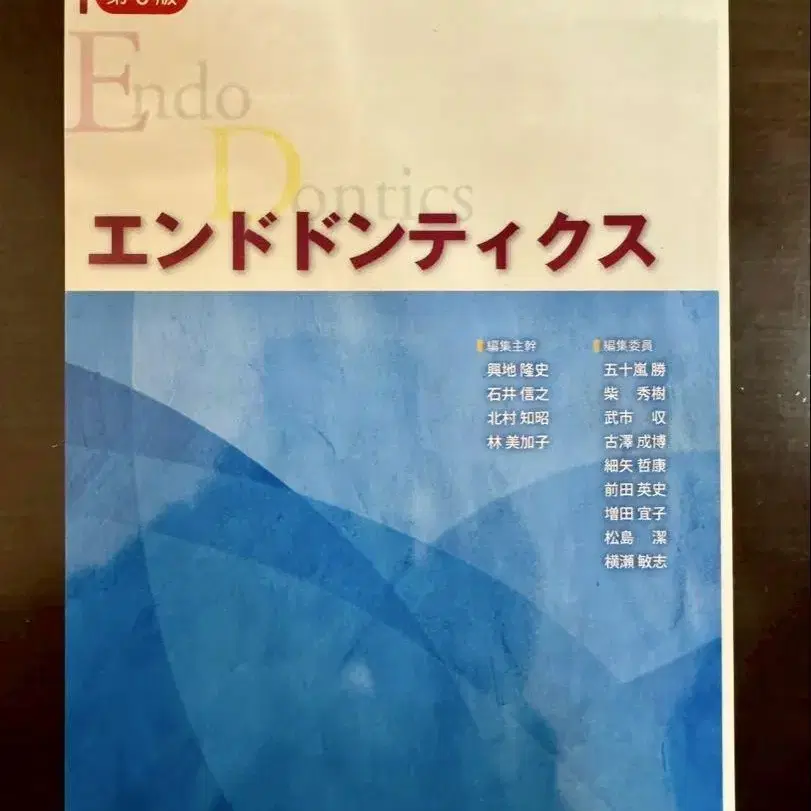 Endo
Dontics
エンドドンティクス
編集主幹
興地 隆史
石井 信之
北村 知昭
林 美加子
編集委員
五十嵐 勝
柴 秀樹
武市 収
古澤 成博
細矢 哲康
前田 英史
増田 宜子
松島 潔
横瀬 敏志